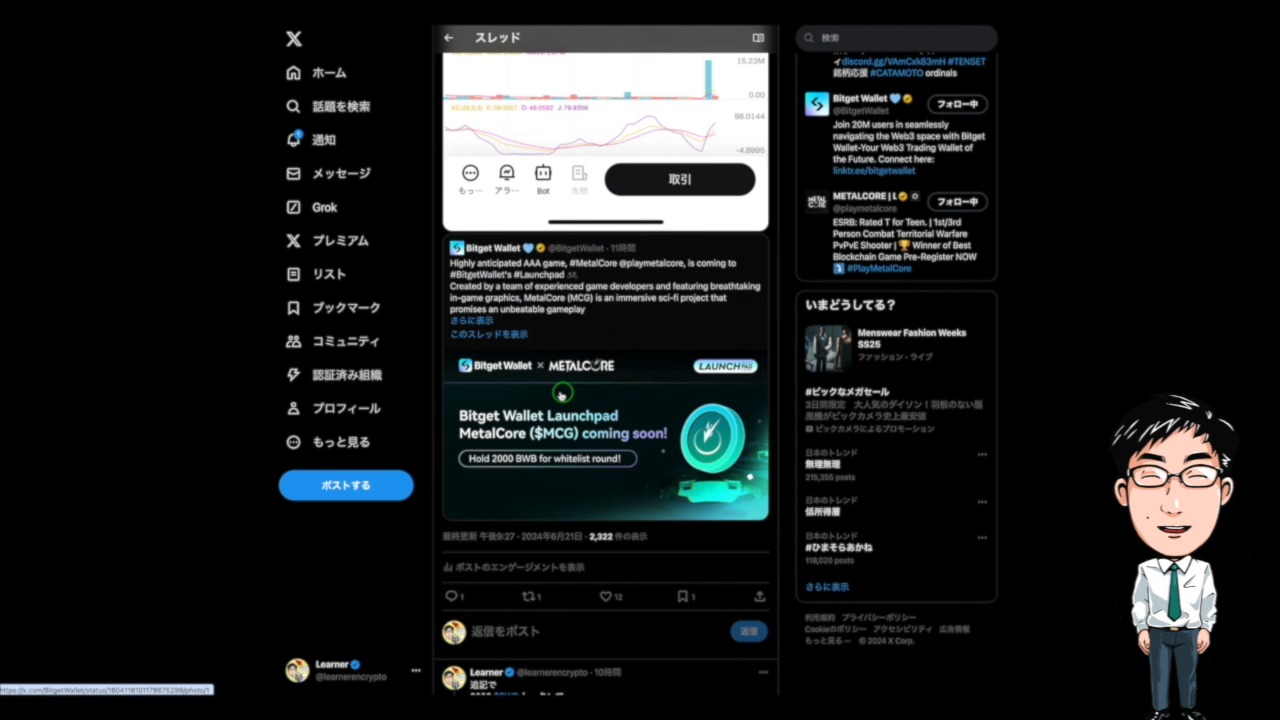 ホーム
話題を検索
通知
メッセージ
Grok
プレミアム
リスト
ブックマーク
コミュニティ
認証済み組織
プロフィール
もっと見る
ポストする
Learner
@learnerencrypto
https://x.com/BitgetWallet/status/1804118101178675299/photo/1
スレッド
15.23M
0.00
98.0144
-4.8995
もっ…
アラ…
Bot
取引
Bitget Wallet @BitgetWallet · 11時間
Highly anticipated AAA game, #MetalCore @playmetalcore, is coming to
#BitgetWallet's #Launchpad
Created by a team of experienced game developers and featuring breathtaking
in-game graphics, MetalCore (MCG) is an immersive sci-fi project that
promises an unbeatable gameplay
さらに表示
このスレッドを表示
Bitget Wallet × METALCORE
LAUNCHPAD
Bitget Wallet Launchpad
MetalCore ($MCG) coming soon!
Hold 2000 BWB for whitelist round!
最終更新 午後9:27 · 2024年6月21日 · 2,322 件の表示
ポストのエンゲージメントを表示
1
1
12
1
返信をポスト
返信
Learner @learnerencrypto · 10時間
追記で
検索
discord.gg/VAmCxk83mH #TENSET
銘柄応援 #CATAMOTO ordinals
Bitget Wallet
@BitgetWallet
フォロー中
Join 20M users in seamlessly
navigating the Web3 space with Bitget
Wallet-Your Web3 Trading Wallet of
the Future. Connect here:
linktr.ee/bitgetwallet
METALCORE | L
@playmetalcore
フォロー中
ESRB: Rated T for Teen. | 1st/3rd
Person Combat Territorial Warfare
PvPvE Shooter | Winner of Best
Blockchain Game Pre-Register NOW
#PlayMetalCore
いまどうしてる?
Menswear Fashion Weeks
SS25
ファッション · ライブ
#ビックなメガセール
3日間限定 大人気のダイソン！羽根のない扇
風機がビックカメラ史上最安値
ビックカメラによるプロモーション
日本のトレンド
無理無理
215,355 posts
日本のトレンド
低所得層
日本のトレンド
#ひまそらあかね
118,020 posts
さらに表示
利用規約 プライバシーポリシー
Cookieのポリシー アクセシビリティ 広告情報
もっと見る… © 2024 X Corp.